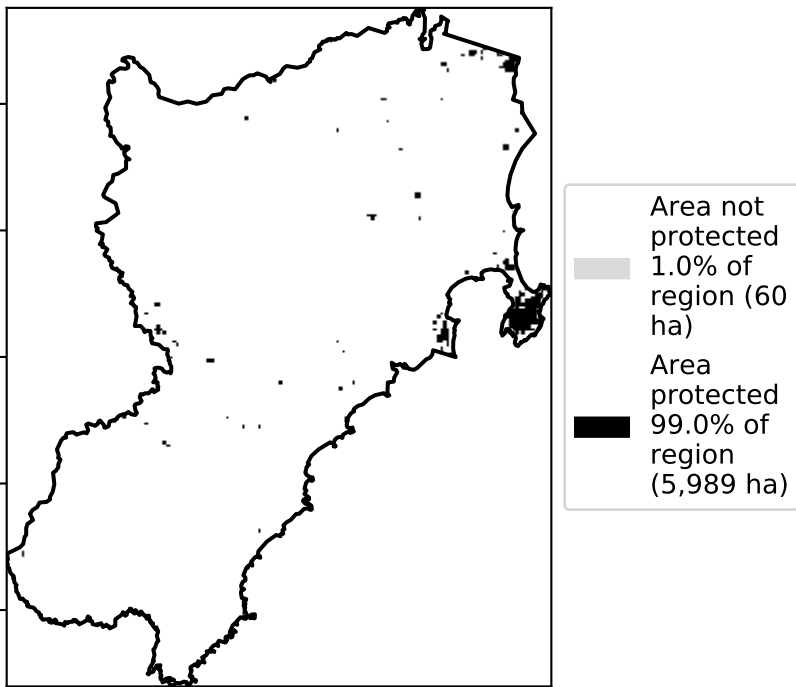 Area not
protected
1.0% of
region (60
ha)
Area
protected
99.0% of
region
(5,989 ha)